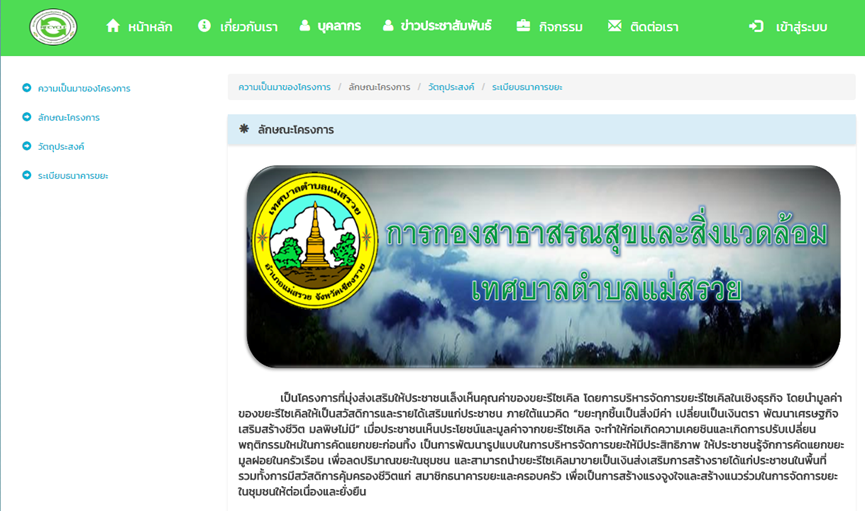 หน้าหลัก เกี่ยวกับเรา บุคลากร ข่าวประชาสัมพันธ์ กิจกรรม ติดต่อเรา เข้าสู่ระบบ
ความเป็นมาของโครงการ
ลักษณะโครงการ
วัตถุประสงค์
ระเบียบธนาคารขยะ
ความเป็นมาของโครงการ / ลักษณะโครงการ / วัตถุประสงค์ / ระเบียบธนาคารขยะ
ลักษณะโครงการ
เทศบาลตำบลแม่สรวย
อำเภอแม่สรวย จังหวัดเชียงราย
การกองสาธาสรณสุขและสิ่งแวดล้อม
เทศบาลตำบลแม่สรวย
เป็นโครงการที่มุ่งส่งเสริมให้ประชาชนเล็งเห็นคุณค่าของขยะรีไซเคิล โดยการบริหารจัดการขยะรีไซเคิลในเชิงธุรกิจ โดยนำมูลค่า
ของขยะรีไซเคิลให้เป็นสวัสดิการและรายได้เสริมแก่ประชาชน ภายใต้แนวคิด "ขยะทุกชิ้นเป็นสิ่งมีค่า เปลี่ยนเป็นเงินตรา พัฒนาเศรษฐกิจ
เสริมสร้างชีวิต มลพิษไม่มี" เมื่อประชาชนเห็นประโยชน์และมูลค่าจากขยะรีไซเคิล จะทำให้ก่อเกิดความเคยชินและเกิดการปรับเปลี่ยน
พฤติกรรมใหม่ในการคัดแยกขยะก่อนทิ้ง เป็นการพัฒนารูปแบบในการบริหารจัดการขยะให้มีประสิทธิภาพ ให้ประชาชนรู้จักการคัดแยกขยะ
มูลฝอยในครัวเรือน เพื่อลดปริมาณขยะในชุมชน และสามารถนำขยะรีไซเคิลมาขายเป็นเงินส่งเสริมการสร้างรายได้แก่ประชาชนในพื้นที่
รวมทั้งการมีสวัสดิการคุ้มครองชีวิตแก่ สมาชิกธนาคารขยะและครอบครัว เพื่อเป็นการสร้างแรงจูงใจและสร้างแนวร่วมในการจัดการขยะ
ในชุมชนให้ต่อเนื่องและยั่งยืน